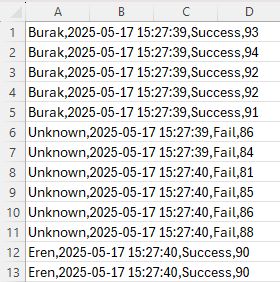 A B C D
1 Burak,2025-05-17 15:27:39,Success,93
2 Burak,2025-05-17 15:27:39,Success,94
3 Burak,2025-05-17 15:27:39,Success,92
4 Burak,2025-05-17 15:27:39,Success,92
5 Burak,2025-05-17 15:27:39,Success,91
6 Unknown,2025-05-17 15:27:39,Fail,86
7 Unknown,2025-05-17 15:27:39,Fail,84
8 Unknown,2025-05-17 15:27:40,Fail,81
9 Unknown,2025-05-17 15:27:40,Fail,85
10 Unknown,2025-05-17 15:27:40,Fail,86
11 Unknown,2025-05-17 15:27:40,Fail,88
12 Eren,2025-05-17 15:27:40,Success,90
13 Eren,2025-05-17 15:27:40,Success,90